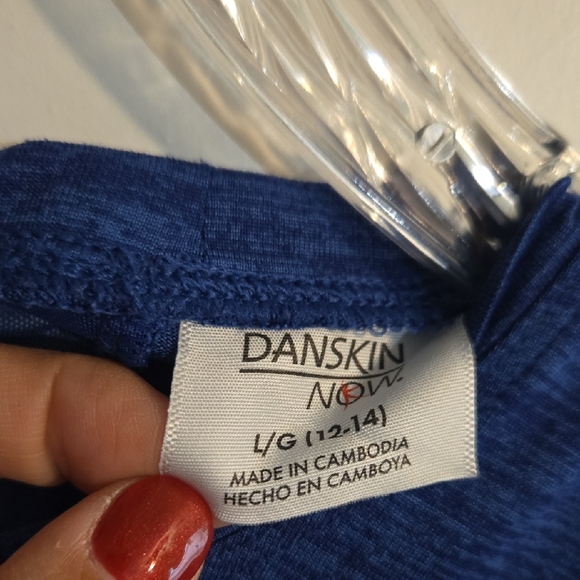 DANSKIN
NOW.
L/G (12-14)
MADE IN CAMBODIA
HECHO EN CAMBOYA